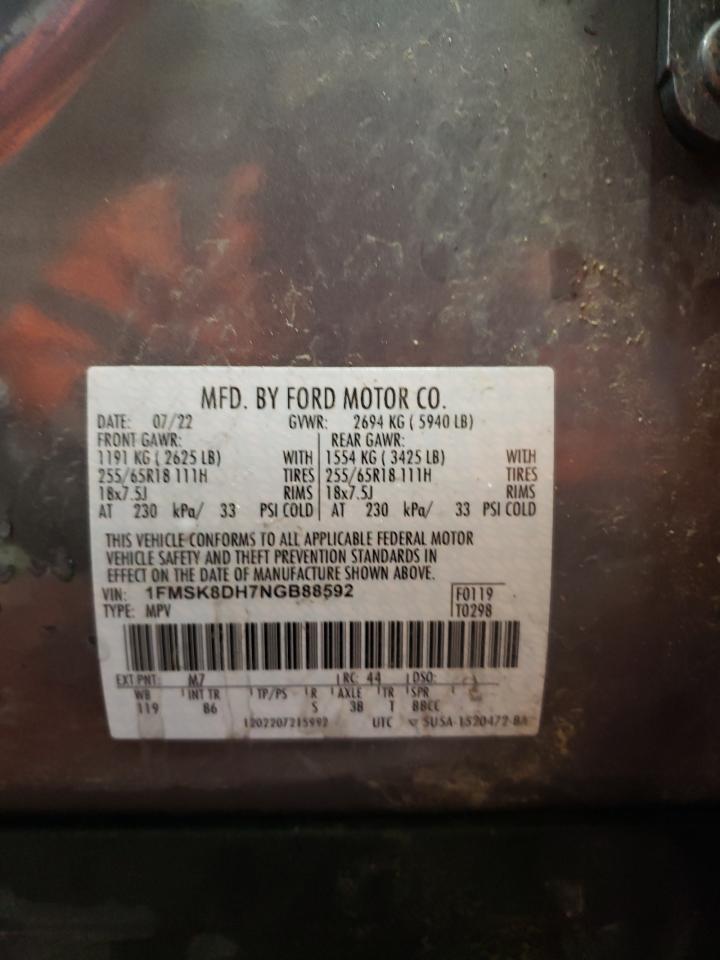 MFD. BY FORD MOTOR CO.
DATE: 07/22 GVWR: 2694 KG ( 5940 LB)
FRONT GAWR: REAR GAWR:
1191 KG ( 2625 LB) WITH 1554 KG ( 3425 LB) WITH
255/65R18 111H TIRES 255/65R18 111H TIRES
18x7.5J RIMS 18x7.5J RIMS
AT 230 kPa/ 33 PSI COLD AT 230 kPa/ 33 PSI COLD
THIS VEHICLE CONFORMS TO ALL APPLICABLE FEDERAL MOTOR
VEHICLE SAFETY AND THEFT PREVENTION STANDARDS IN
EFFECT ON THE DATE OF MANUFACTURE SHOWN ABOVE.
VIN: 1FMSK8DH7NGB88592 F0119
TYPE: MPV T0298
EXT PNT: M7 RC: 44 DSO:
WB INT TR TP/PS R AXLE TR SPR
119 86 S 3B T BBCC
1202207215992 UTC SU5A-1520472-BA